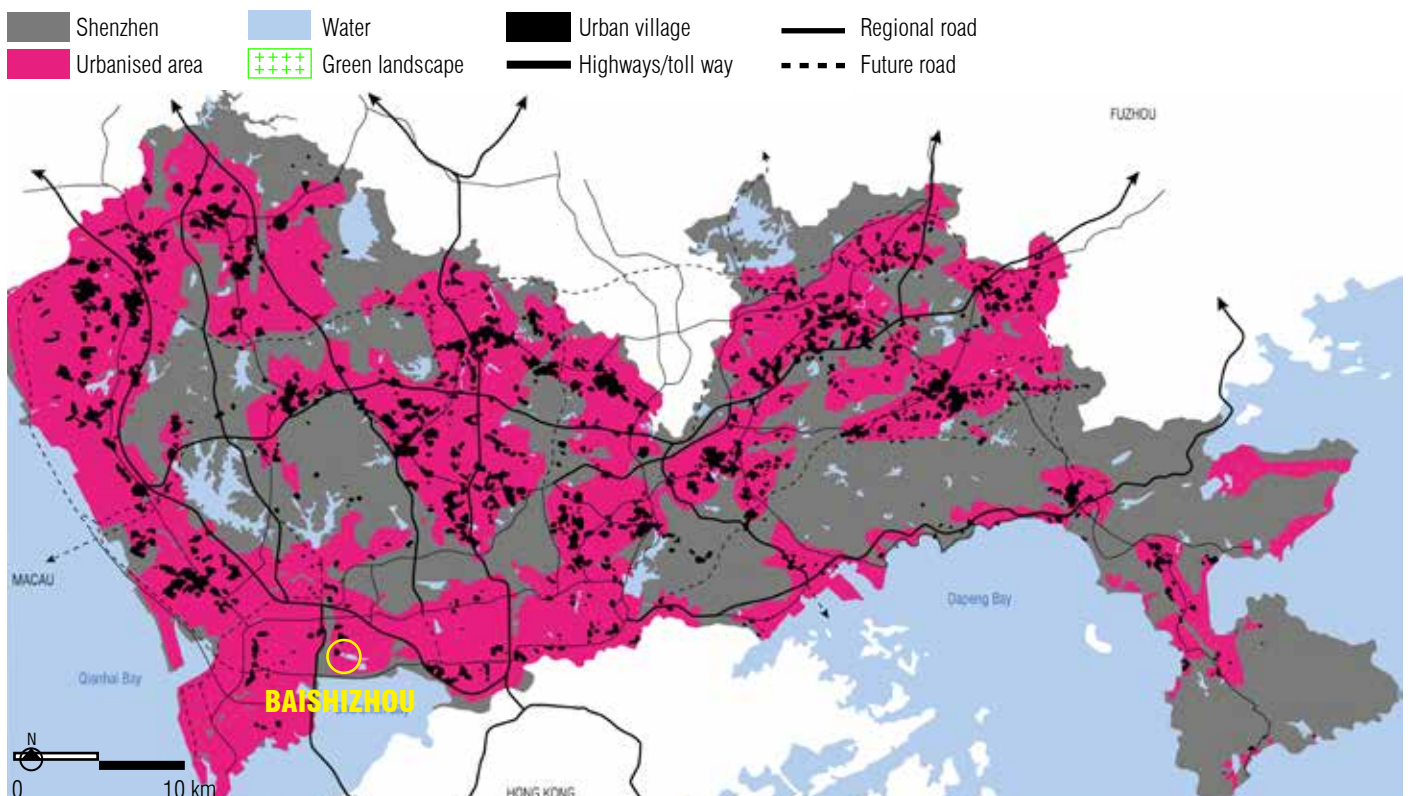 Shenzhen
Water
Urban village
Regional road
Urbanised area
Green landscape
Highways/toll way
Future road
FUZHOU
MACAU
Dapeng Bay
Qianhai Bay
BAISHIZHOU
N
0
10 km
HONG KONG